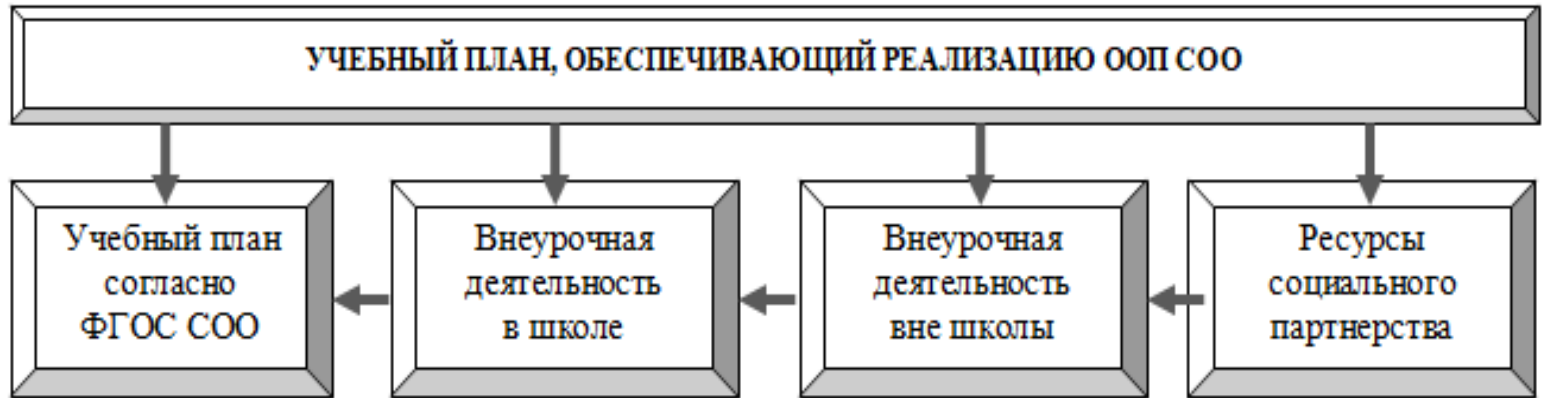 УЧЕБНЫЙ ПЛАН, ОБЕСПЕЧИВАЮЩИЙ РЕАЛИЗАЦИЮ ООП СОО
Учебный план
согласно
ФГОС СОО
Внеурочная
деятельность
в школе
Внеурочная
деятельность
вне школы
Ресурсы
социального
партнерства